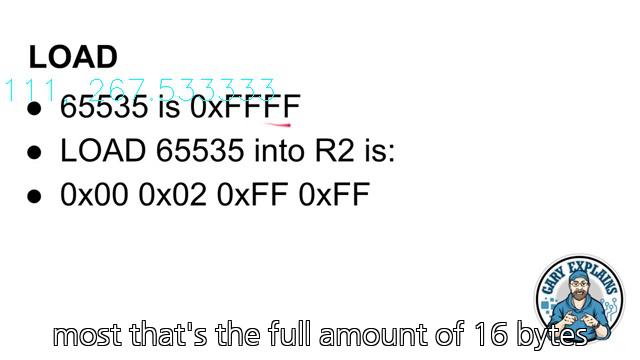 LOAD
111, 267.533333
● 65535 is 0xFFFF
● LOAD 65535 into R2 is:
● 0x00 0x02 0xFF 0xFF
GARY EXPLAINS
most that's the full amount of 16 bytes